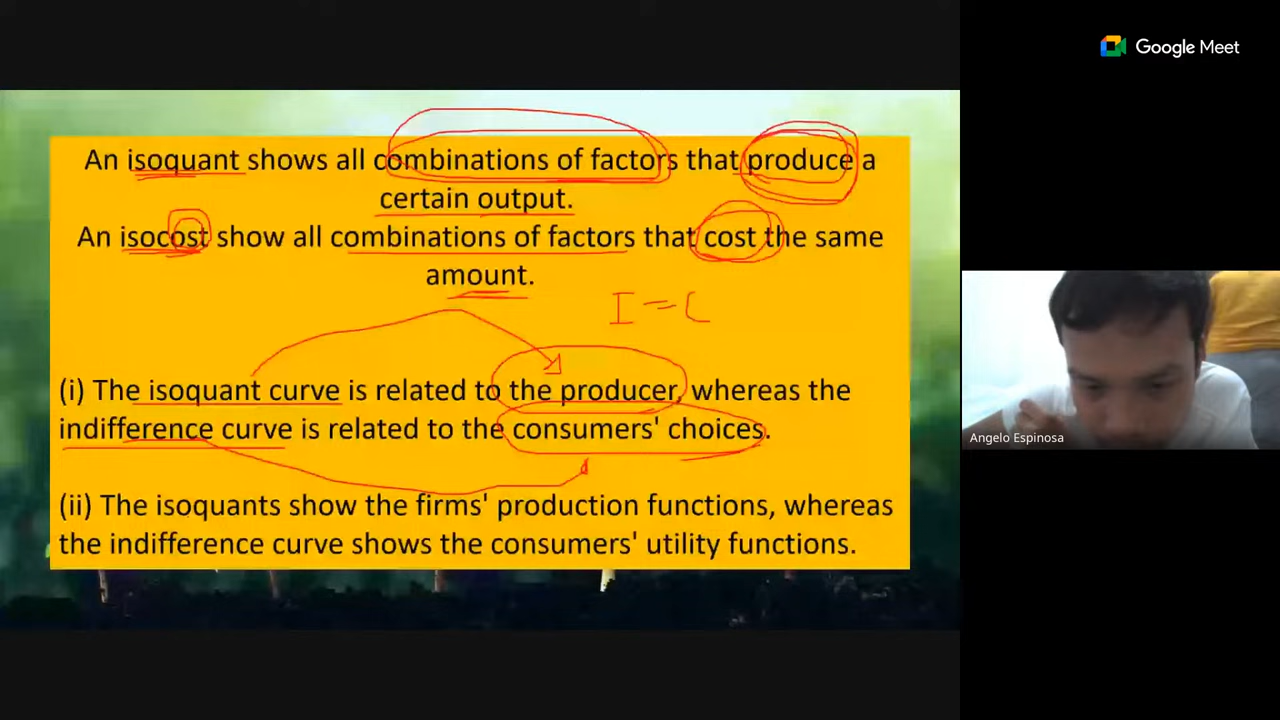 Google Meet
An isoquant shows all combinations of factors that produce a
certain output.
An isocost show all combinations of factors that cost the same
amount.
I = C
(i) The isoquant curve is related to the producer, whereas the
indifference curve is related to the consumers' choices.
Angelo Espinosa
(ii) The isoquants show the firms' production functions, whereas
the indifference curve shows the consumers' utility functions.